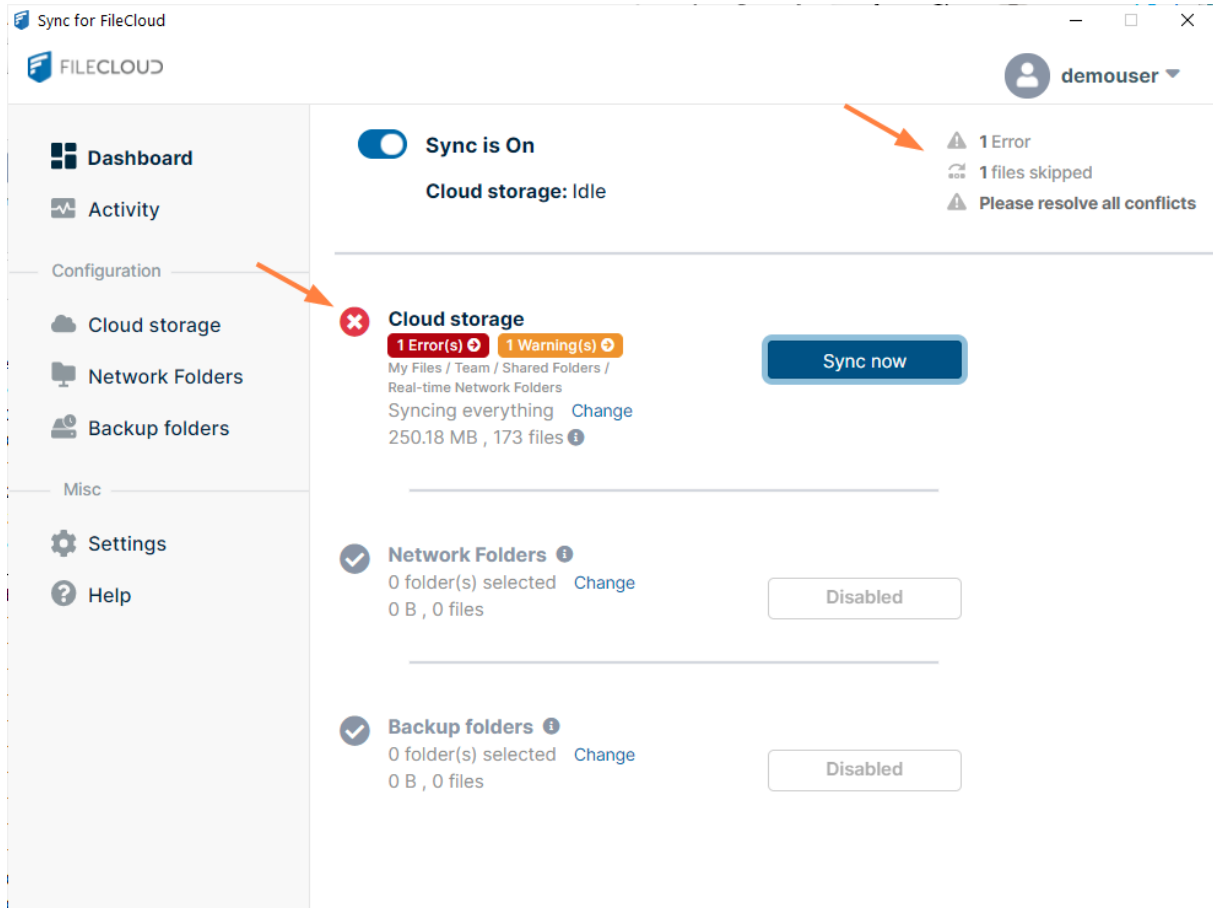 Sync for FileCloud
FILECLOUD
demouser
Dashboard
Activity
Configuration
Cloud storage
Network Folders
Backup folders
Misc
Settings
Help
Sync is On
Cloud storage: Idle
1 Error
1 files skipped
Please resolve all conflicts
Cloud storage
1 Error(s) 1 Warning(s)
My Files / Team / Shared Folders /
Real-time Network Folders
Syncing everything Change
250.18 MB , 173 files
Sync now
Network Folders
0 folder(s) selected Change
0 B , 0 files
Disabled
Backup folders
0 folder(s) selected Change
0 B , 0 files
Disabled